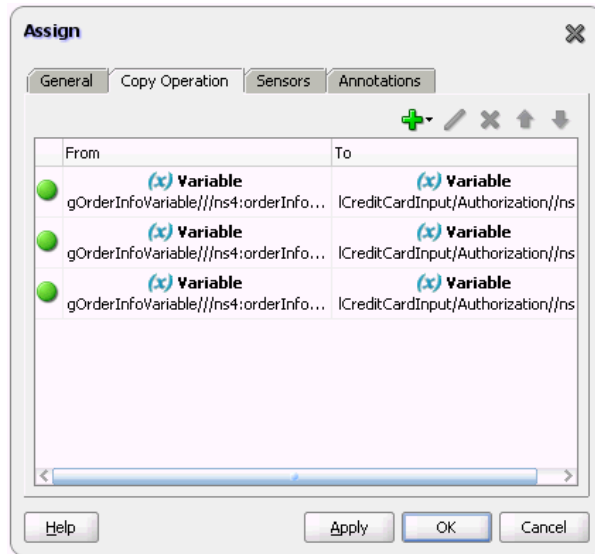 Assign
General Copy Operation Sensors Annotations
From To
(x) Variable (x) Variable
gOrderInfoVariable///ns4:orderInfo... lCreditCardInput/Authorization//ns
(x) Variable (x) Variable
gOrderInfoVariable///ns4:orderInfo... lCreditCardInput/Authorization//ns
(x) Variable (x) Variable
gOrderInfoVariable///ns4:orderInfo... lCreditCardInput/Authorization//ns
Help Apply OK Cancel